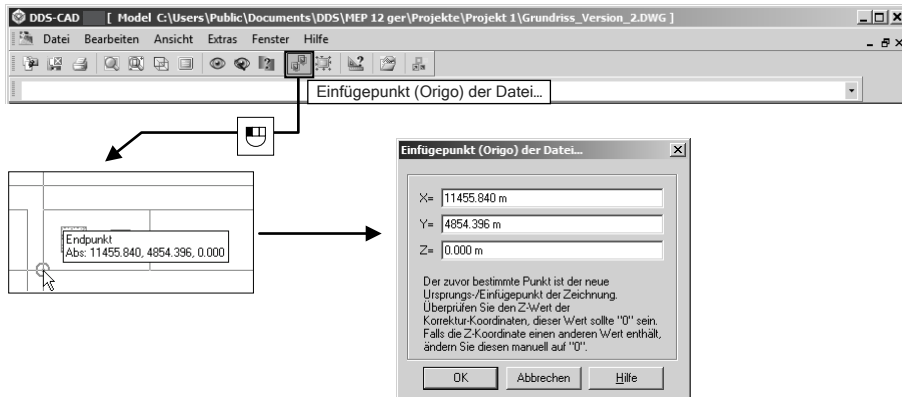 DDS-CAD [ Model C:\Users\Public\Documents\DDS\MEP 12 ger\Projekte\Projekt 1\Grundriss_Version_2.DWG ]
Datei Bearbeiten Ansicht Extras Fenster Hilfe
Einfügepunkt (Origo) der Datei...
Einfügepunkt (Origo) der Datei...
X= 11455.840 m
Y= 4854.396 m
Z= 0.000 m
Endpunkt
Abs: 11455.840, 4854.396, 0.000
Der zuvor bestimmte Punkt ist der neue
Ursprungs-/Einfügepunkt der Zeichnung.
Überprüfen Sie den Z-Wert der
Korrektur-Koordinaten, dieser Wert sollte "0" sein.
Falls die Z-Koordinate einen anderen Wert enthält,
ändern Sie diesen manuell auf "0".
OK Abbrechen Hilfe